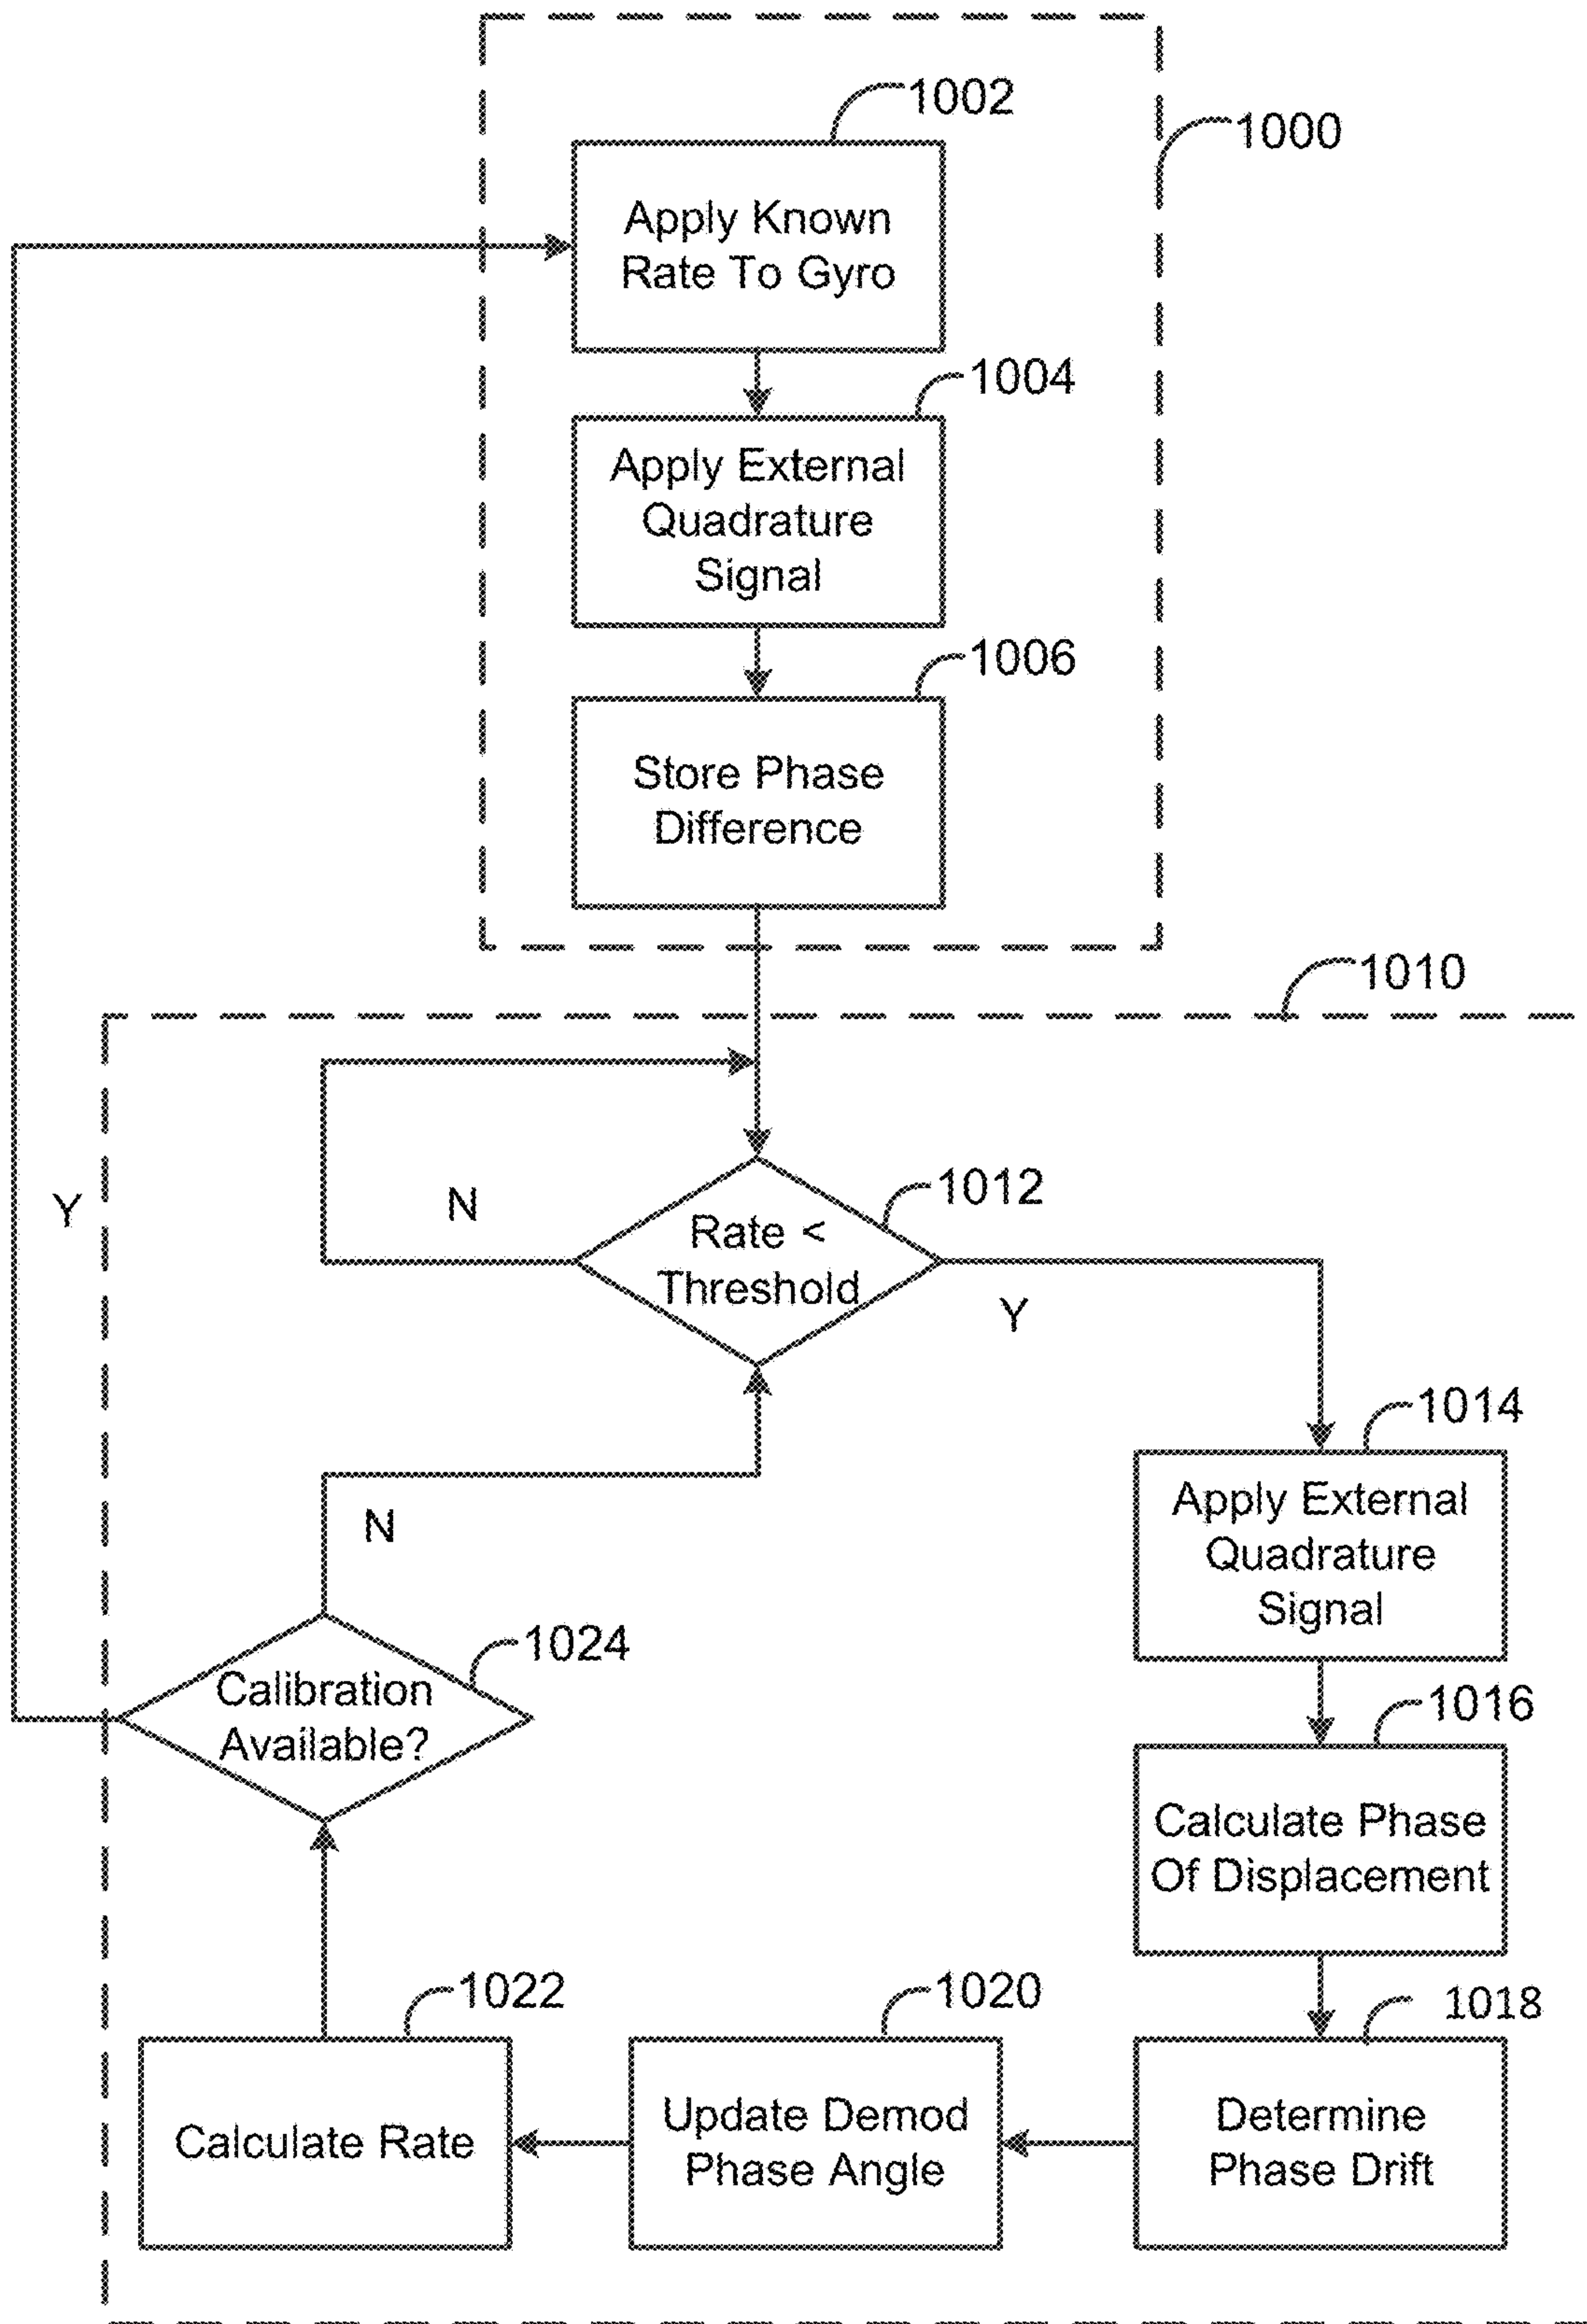 1002
1000
Apply Known
Rate To Gyro
1004
Apply External
Quadrature
Signal
1006
Store Phase
Difference
1010
Y
N
1012
Rate <
Threshold
Y
1014
Apply External
Quadrature
Signal
N
1024
Calibration
Available?
1016
Calculate Phase
Of Displacement
1022
1020
1018
Calculate Rate
Update Demod
Phase Angle
Determine
Phase Drift